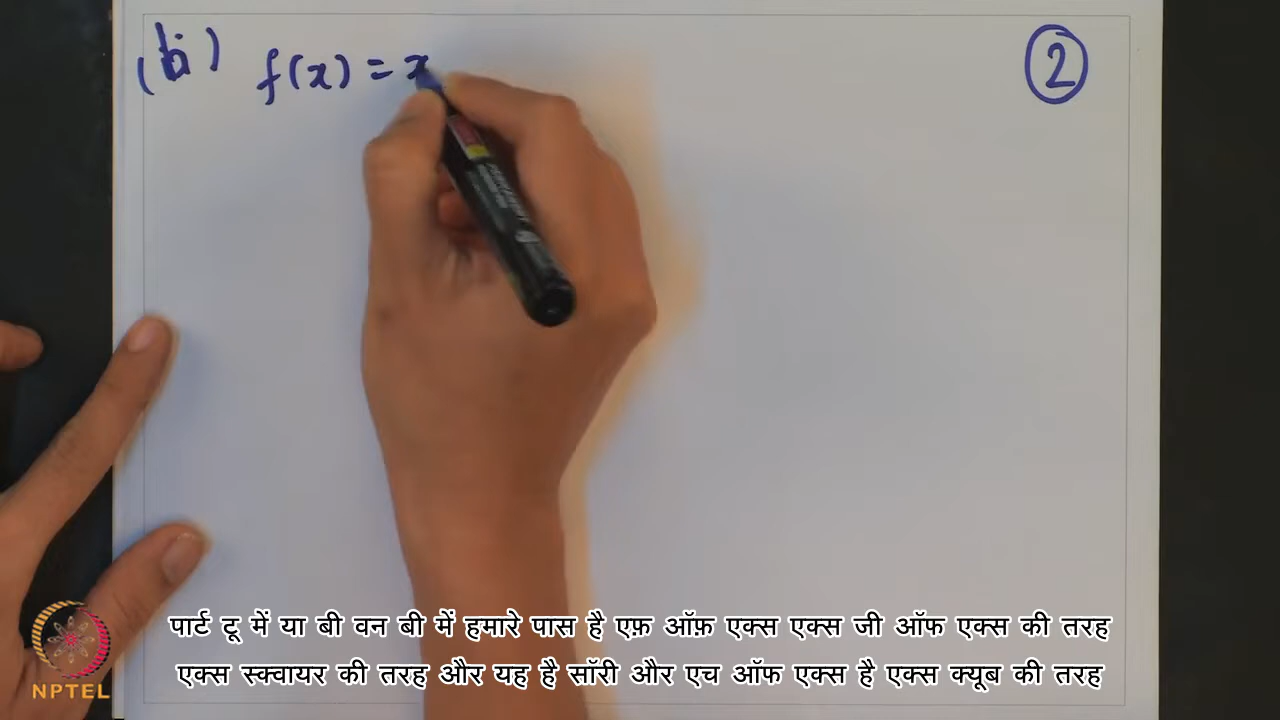 (b) f(x) = x
2
पार्ट टू में या बी वन बी में हमारे पास है एफ़ ऑफ़ एक्स एक्स जी ऑफ एक्स की तरह
एक्स स्क्वायर की तरह और यह है सॉरी और एच ऑफ एक्स है एक्स क्यूब की तरह
NPTEL